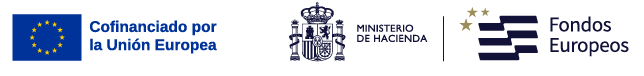 Cofinanciado por
la Unión Europea
MINISTERIO
DE HACIENDA
Fondos
Europeos